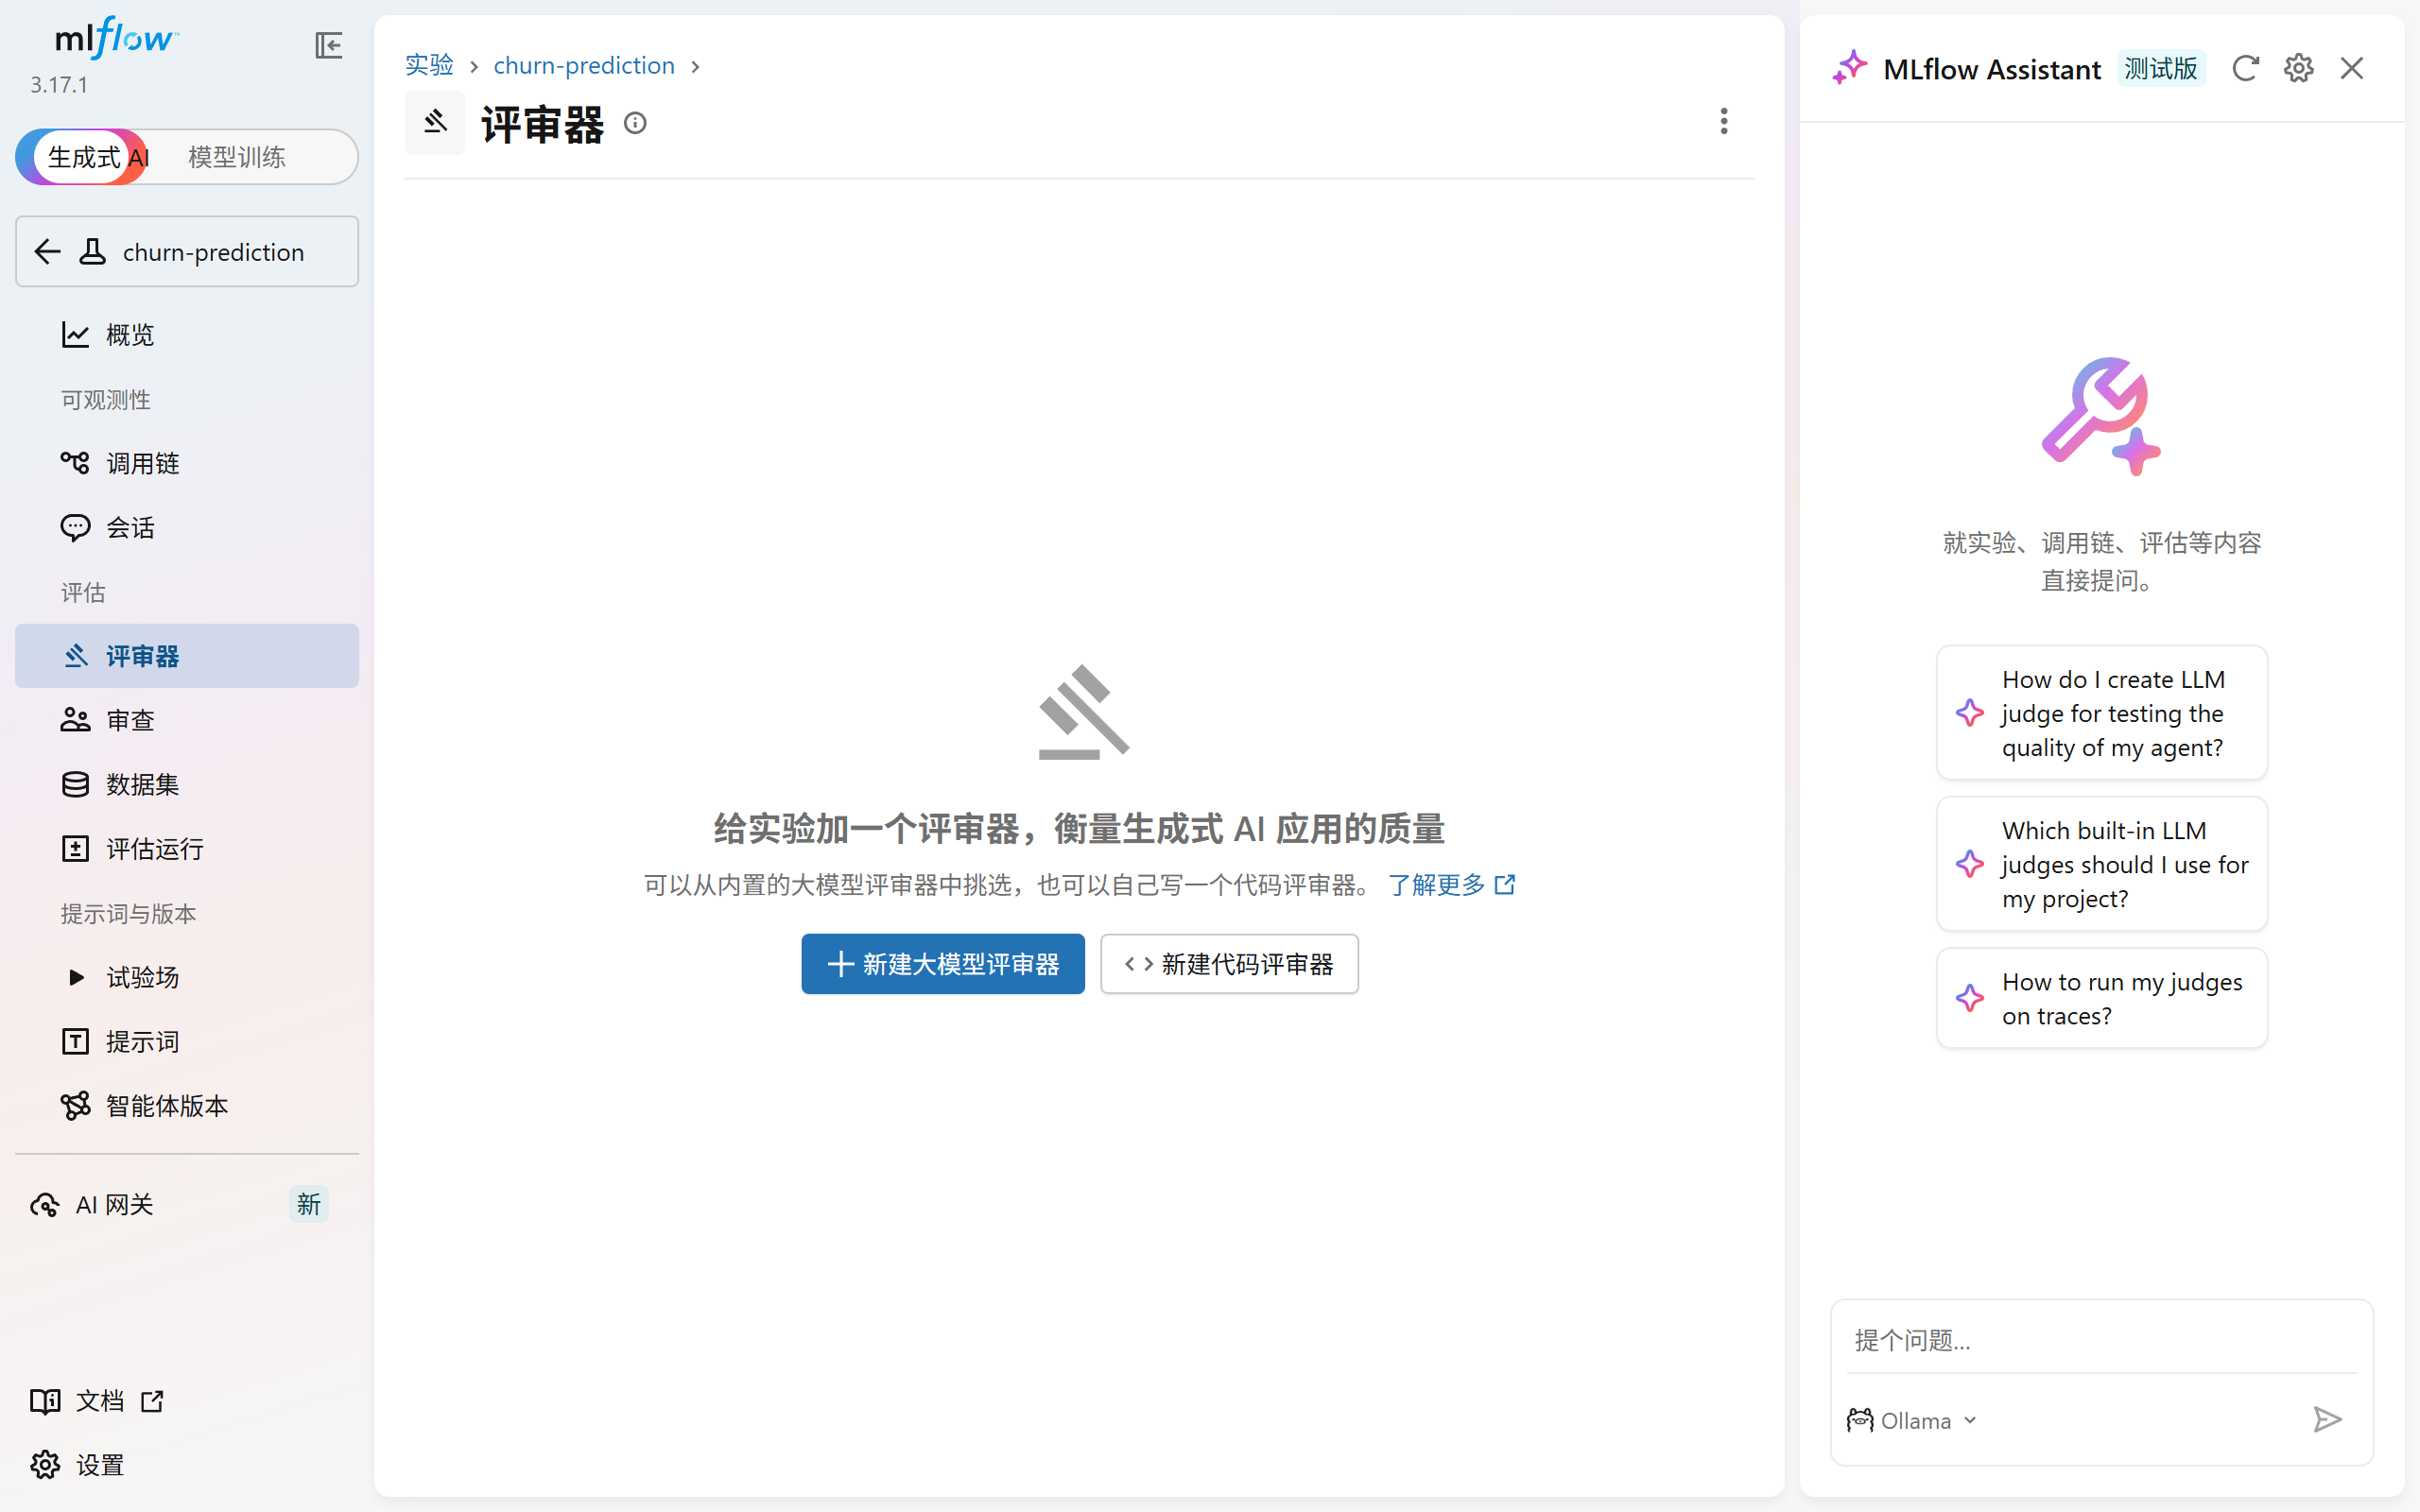 mlflow
3.17.1
生成式 AI
模型训练
churn-prediction
概览
可观测性
调用链
会话
评估
评审器
审查
数据集
评估运行
提示词与版本
试验场
提示词
智能体版本
AI 网关
新
文档
设置
实验
churn-prediction
评审器
给实验加一个评审器，衡量生成式 AI 应用的质量
可以从内置的大模型评审器中挑选，也可以自己写一个代码评审器。 了解更多
新建大模型评审器
新建代码评审器
MLflow Assistant
测试版
就实验、调用链、评估等内容
直接提问。
How do I create LLM
judge for testing the
quality of my agent?
Which built-in LLM
judges should I use for
my project?
How to run my judges
on traces?
提个问题...
Ollama